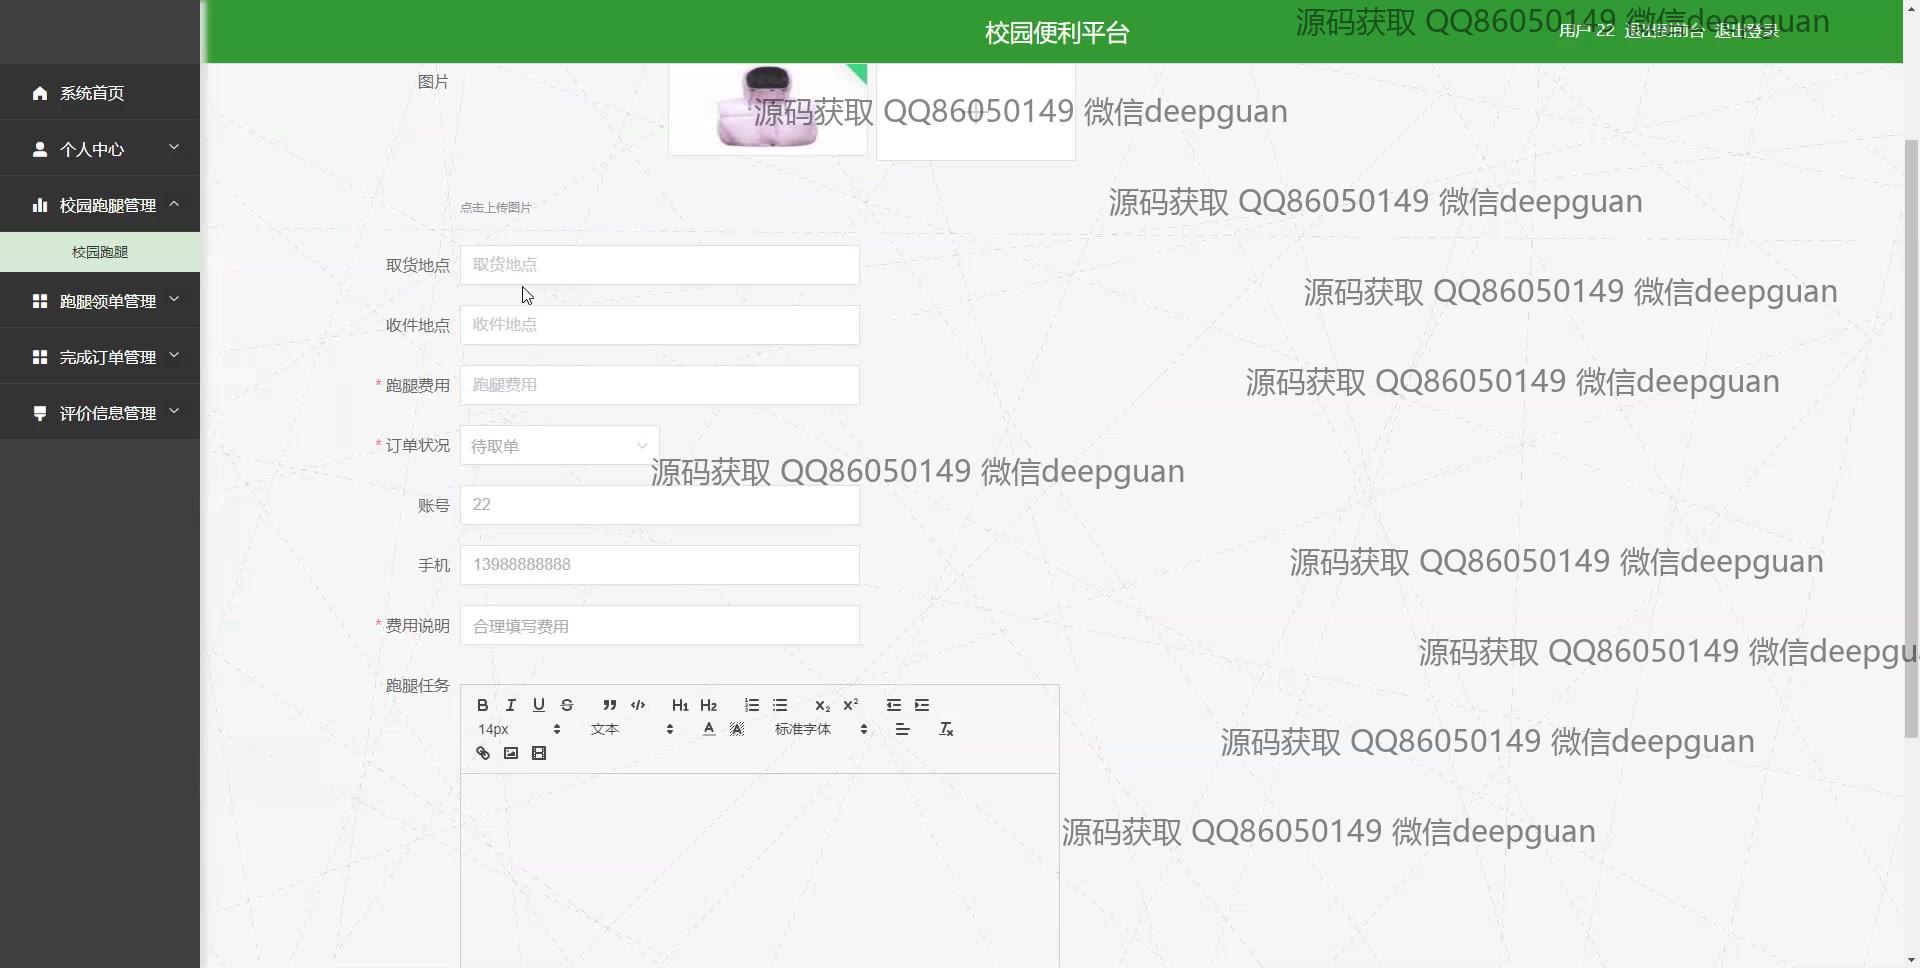 校园便利平台
源码获取 QQ86050149 微信deepguan
用户 22 退出到前台 退出登录
系统首页
个人中心
校园跑腿管理
校园跑腿
跑腿领单管理
完成订单管理
评价信息管理
图片
源码获取 QQ86050149 微信deepguan
源码获取 QQ86050149 微信deepguan
点击上传图片
取货地点 取货地点
源码获取 QQ86050149 微信deepguan
收件地点 收件地点
* 跑腿费用 跑腿费用
源码获取 QQ86050149 微信deepguan
* 订单状况 待取单
源码获取 QQ86050149 微信deepguan
账号 22
手机 13988888888
源码获取 QQ86050149 微信deepguan
* 费用说明 合理填写费用
源码获取 QQ86050149 微信deepgu
跑腿任务
B I U S H1 H2 X2 X2
14px 文本 A A 标准字体 Tx
源码获取 QQ86050149 微信deepguan
源码获取 QQ86050149 微信deepguan